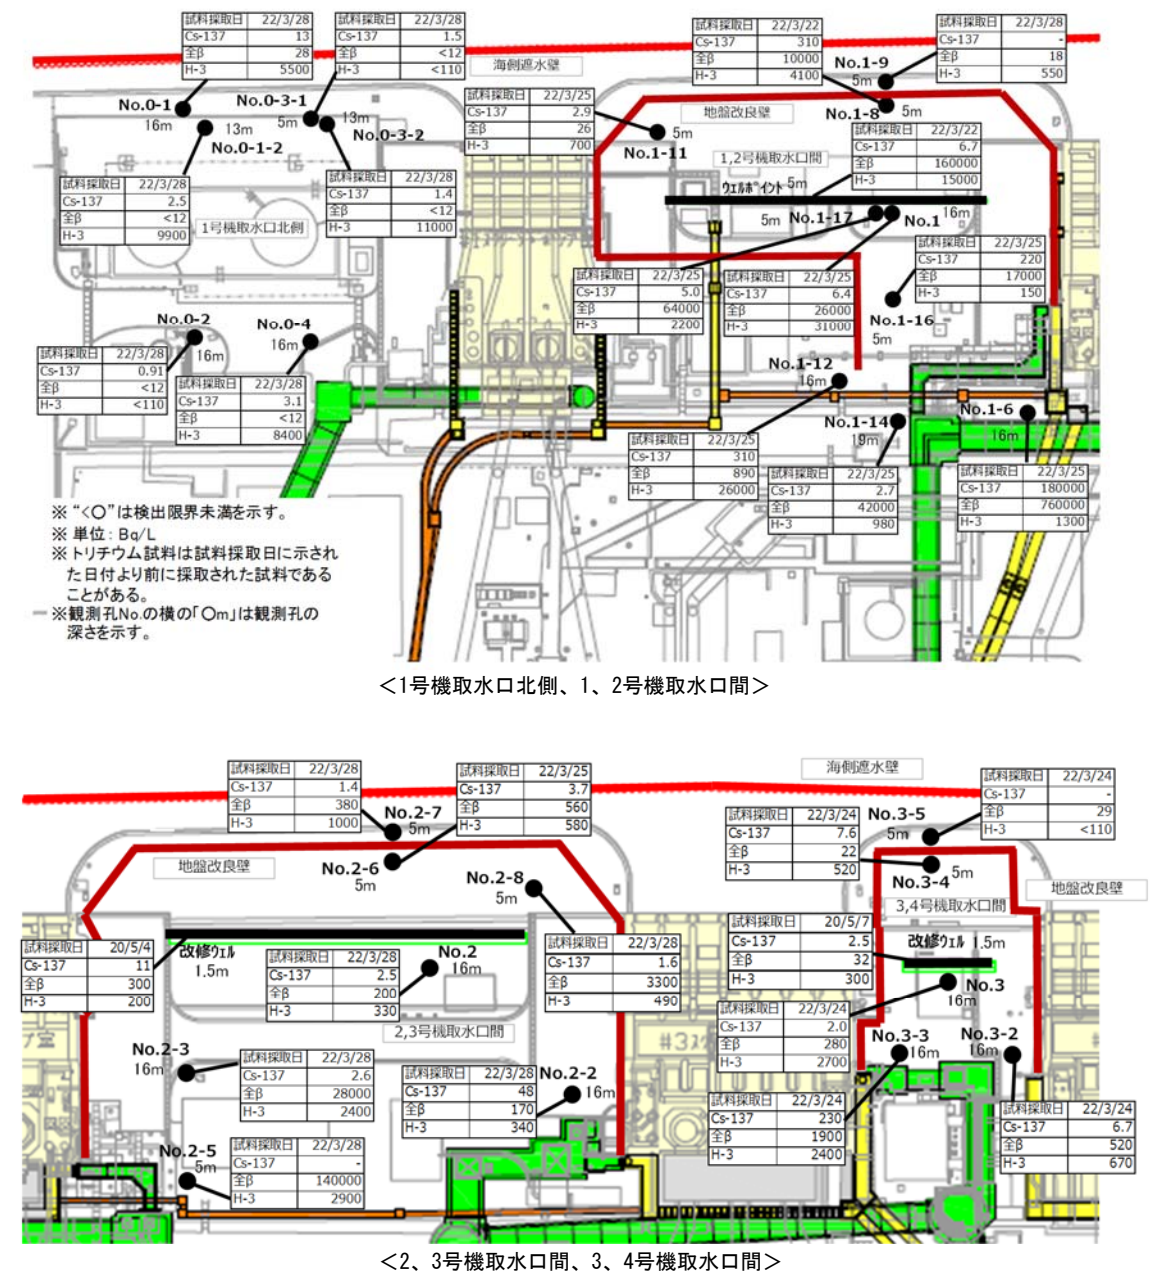 試料採取日 22/3/28
Cs-137 13
全β 28
H-3 5500
試料採取日 22/3/28
Cs-137 1.5
全β <12
H-3 <110
海側遮水壁
試料採取日 22/3/22
Cs-137 310
全β 10000
H-3 4100
試料採取日 22/3/28
Cs-137 -
全β 18
H-3 550
No.1-9
5m
No.0-1
16m
No.0-3-1
5m
13m
No.0-1-2
13m
No.0-3-2
試料採取日 22/3/25
Cs-137 2.9
全β 26
H-3 700
No.1-11
5m
地盤改良壁
No.1-8
5m
試料採取日 22/3/22
Cs-137 6.7
全β 160000
H-3 15000
1,2号機取水口間
ウェルポイント 5m
試料採取日 22/3/28
Cs-137 2.5
全β <12
H-3 9900
1号機取水口北側
試料採取日 22/3/28
Cs-137 1.4
全β <12
H-3 11000
5m
No.1-17
No.1
16m
試料採取日 22/3/25
Cs-137 220
全β 17000
H-3 150
試料採取日 22/3/25
Cs-137 5.0
全β 64000
H-3 2200
試料採取日 22/3/25
Cs-137 6.4
全β 26000
H-3 31000
No.1-16
5m
No.0-2
16m
No.0-4
16m
試料採取日 22/3/28
Cs-137 0.91
全β <12
H-3 <110
試料採取日 22/3/28
Cs-137 3.1
全β <12
H-3 8400
No.1-12
16m
No.1-14
19m
No.1-6
16m
試料採取日 22/3/25
Cs-137 310
全β 890
H-3 26000
試料採取日 22/3/25
Cs-137 2.7
全β 42000
H-3 980
試料採取日 22/3/25
Cs-137 180000
全β 760000
H-3 1300
※ “<○”は検出限界未満を示す。
※ 単位: Bq/L
※トリチウム試料は試料採取日に示され
た日付より前に採取された試料である
ことがある。
※観測孔No.の横の「○m」は観測孔の
深さを示す。
＜1号機取水口北側、1、2号機取水口間＞
試料採取日 22/3/28
Cs-137 1.4
全β 380
H-3 1000
試料採取日 22/3/25
Cs-137 3.7
全β 560
H-3 580
海側遮水壁
試料採取日 22/3/24
Cs-137 -
全β 29
H-3 <110
No.2-7
5m
試料採取日 22/3/24
Cs-137 7.6
全β 22
H-3 520
No.3-5
5m
地盤改良壁
No.2-6
5m
No.2-8
5m
No.3-4
5m
地盤改良壁
3,4号機取水口間
試料採取日 20/5/4
Cs-137 11
全β 300
H-3 200
改修ウェル
1.5m
試料採取日 22/3/28
Cs-137 2.5
全β 200
H-3 330
No.2
16m
試料採取日 22/3/28
Cs-137 1.6
全β 3300
H-3 490
試料採取日 20/5/7
Cs-137 2.5
全β 32
H-3 300
改修ウェル 1.5m
No.3
16m
2,3号機取水口間
試料採取日 22/3/24
Cs-137 2.0
全β 280
H-3 2700
No.2-3
16m
試料採取日 22/3/28
Cs-137 2.6
全β 28000
H-3 2400
試料採取日 22/3/28
Cs-137 48
全β 170
H-3 340
No.2-2
16m
No.3-3
16m
No.3-2
16m
試料採取日 22/3/24
Cs-137 230
全β 1900
H-3 2400
試料採取日 22/3/24
Cs-137 6.7
全β 520
H-3 670
No.2-5
5m
試料採取日 22/3/28
Cs-137 -
全β 140000
H-3 2900
＜2、3号機取水口間、3、4号機取水口間＞